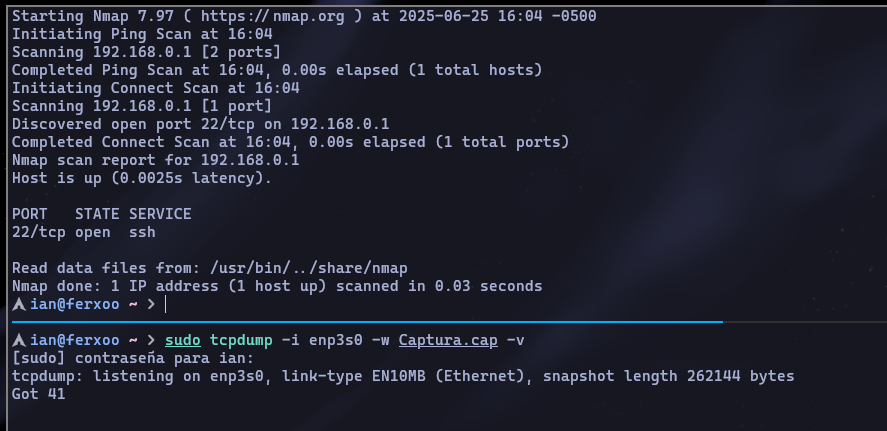 Starting Nmap 7.97 ( https://nmap.org ) at 2025-06-25 16:04 -0500
Initiating Ping Scan at 16:04
Scanning 192.168.0.1 [2 ports]
Completed Ping Scan at 16:04, 0.00s elapsed (1 total hosts)
Initiating Connect Scan at 16:04
Scanning 192.168.0.1 [1 port]
Discovered open port 22/tcp on 192.168.0.1
Completed Connect Scan at 16:04, 0.00s elapsed (1 total ports)
Nmap scan report for 192.168.0.1
Host is up (0.0025s latency).
PORT   STATE SERVICE
22/tcp open  ssh
Read data files from: /usr/bin/../share/nmap
Nmap done: 1 IP address (1 host up) scanned in 0.03 seconds
ian@ferxoo ~ >
ian@ferxoo ~ > sudo tcpdump -i enp3s0 -w Captura.cap -v
[sudo] contraseña para ian:
tcpdump: listening on enp3s0, link-type EN10MB (Ethernet), snapshot length 262144 bytes
Got 41